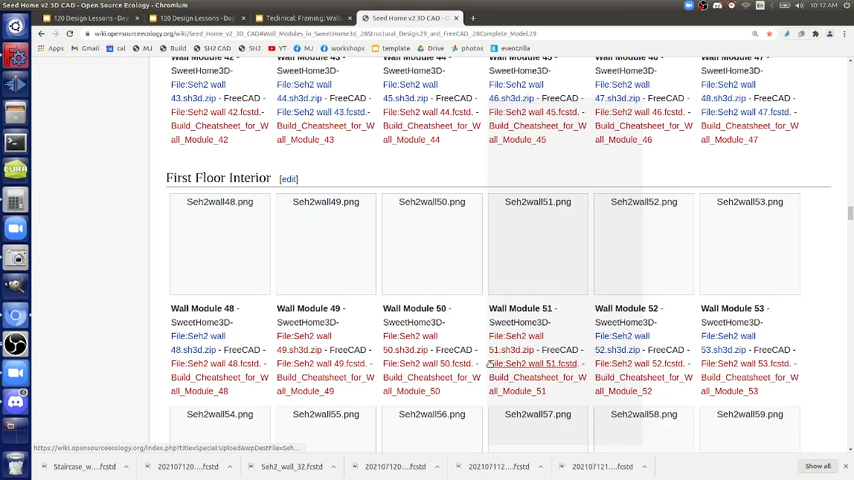 Seed Home v2 3D CAD - Open Source Ecology - Chromium
10:12 AM
120 Design Lessons - Day
120 Design Lessons - Day
Technical: Framing: Walls
Seed Home v2 3D CAD -
wiki.opensourceecology.org/wiki/Seed_Home_v2_3D_CAD#Wall_Modules_in_SweetHome3d_28Structural_Design.29_and_FreeCAD_28Complete_Model.29
Apps Gmail cal MJ Build SH2 CAD SH2 MJ workshops template Drive photos eventzilla
Wall Module 42 - Wall Module 43 - Wall Module 44 - Wall Module 45 - Wall Module 46 - Wall Module 47 -
SweetHome3D- SweetHome3D- SweetHome3D- SweetHome3D- SweetHome3D- SweetHome3D-
File:Seh2 wall File:Seh2 wall File:Seh2 wall File:Seh2 wall File:Seh2 wall File:Seh2 wall
43.sh3d.zip - FreeCAD - 44.sh3d.zip - FreeCAD - 45.sh3d.zip - FreeCAD - 46.sh3d.zip - FreeCAD - 47.sh3d.zip - FreeCAD - 48.sh3d.zip - FreeCAD -
File:Seh2 wall 42.fcstd. - File:Seh2 wall 43.fcstd. - File:Seh2 wall 44.fcstd. - File:Seh2 wall 45.fcstd. - File:Seh2 wall 46.fcstd. - File:Seh2 wall 47.fcstd. -
Build_Cheatsheet_for_W Build_Cheatsheet_for_W Build_Cheatsheet_for_W Build_Cheatsheet_for_W Build_Cheatsheet_for_W Build_Cheatsheet_for_W
all_Module_42 all_Module_43 all_Module_44 all_Module_45 all_Module_46 all_Module_47
First Floor Interior [edit]
Seh2wall48.png Seh2wall49.png Seh2wall50.png Seh2wall51.png Seh2wall52.png Seh2wall53.png
Wall Module 48 - Wall Module 49 - Wall Module 50 - Wall Module 51 - Wall Module 52 - Wall Module 53 -
SweetHome3D- SweetHome3D- SweetHome3D- SweetHome3D- SweetHome3D- SweetHome3D-
File:Seh2 wall File:Seh2 wall File:Seh2 wall File:Seh2 wall File:Seh2 wall File:Seh2 wall
48.sh3d.zip - FreeCAD - 49.sh3d.zip - FreeCAD - 50.sh3d.zip - FreeCAD - 51.sh3d.zip - FreeCAD - 52.sh3d.zip - FreeCAD - 53.sh3d.zip - FreeCAD -
File:Seh2 wall 48.fcstd. - File:Seh2 wall 49.fcstd. - File:Seh2 wall 50.fcstd. - File:Seh2 wall 51.fcstd. - File:Seh2 wall 52.fcstd. - File:Seh2 wall 53.fcstd. -
Build_Cheatsheet_for_W Build_Cheatsheet_for_W Build_Cheatsheet_for_W Build_Cheatsheet_for_W Build_Cheatsheet_for_W Build_Cheatsheet_for_W
all_Module_48 all_Module_49 all_Module_50 all_Module_51 all_Module_52 all_Module_53
Seh2wall54.png Seh2wall55.png Seh2wall56.png Seh2wall57.png Seh2wall58.png Seh2wall59.png
https://wiki.opensourceecology.org/index.php?title=Special:Upload&wpDestFile=Seh...
Staircase_w....fcstd 202107120....fcstd Seh2_wall_32.fcstd 202107120....fcstd 202107112....fcstd 202107121....fcstd Show all